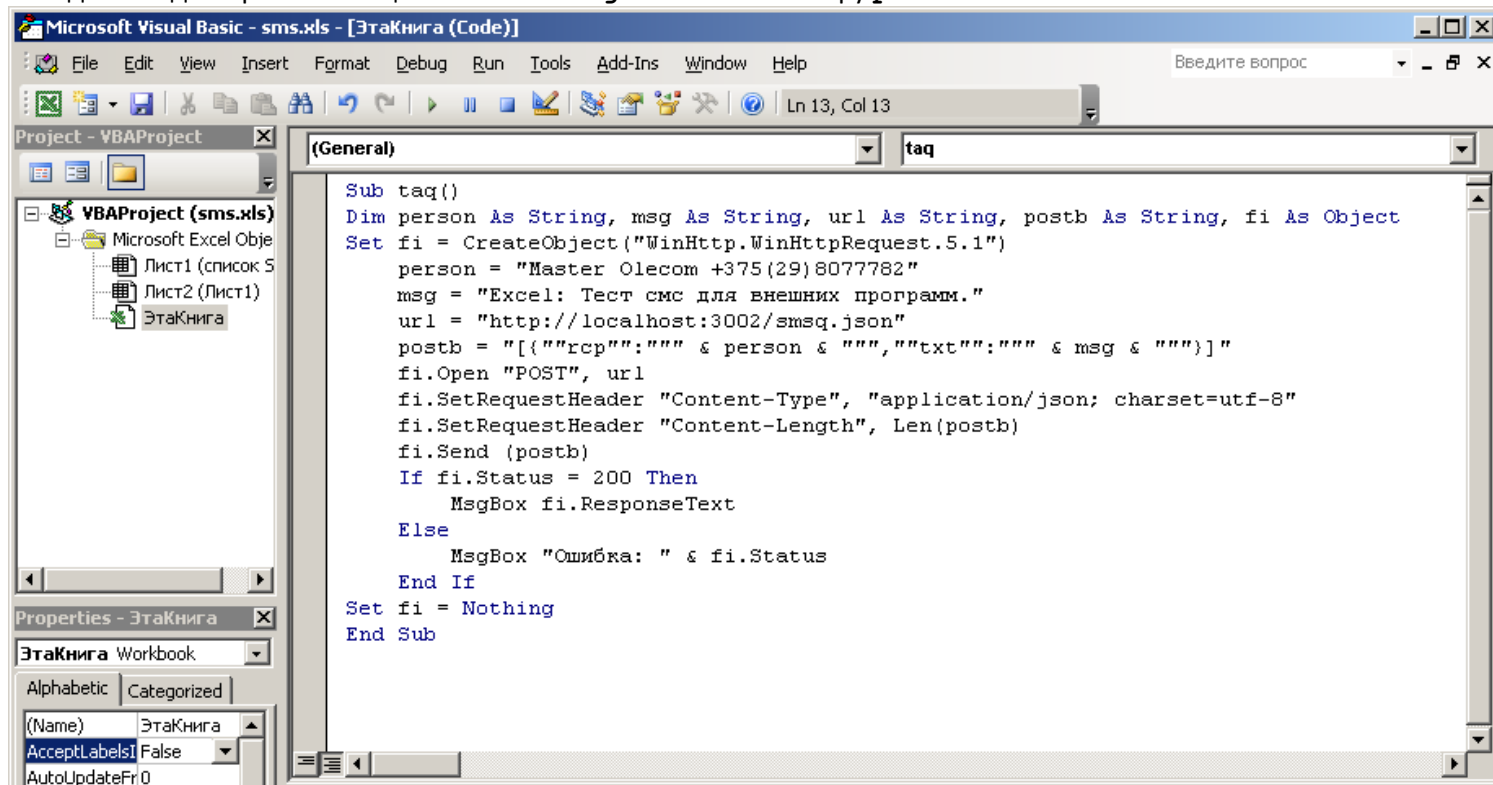 Microsoft Visual Basic - sms.xls - [ЭтаКнига (Code)]
File Edit View Insert Format Debug Run Tools Add-Ins Window Help
Введите вопрос
Ln 13, Col 13
Project - VBAProject
VBAProject (sms.xls)
Microsoft Excel Obje
Лист1 (список S
Лист2 (Лист1)
ЭтаКнига
Properties - ЭтаКнига
ЭтаКнига Workbook
Alphabetic Categorized
(Name) ЭтаКнига
AcceptLabelsI False
AutoUpdateFr 0
(General) taq
Sub taq()
Dim person As String, msg As String, url As String, postb As String, fi As Object
Set fi = CreateObject("WinHttp.WinHttpRequest.5.1")
person = "Master Olecom +375(29)8077782"
msg = "Excel: Тест смс для внешних программ."
url = "http://localhost:3002/smsq.json"
postb = "[{""rcp"":""" & person & """,""txt"":""" & msg & """}]"
fi.Open "POST", url
fi.SetRequestHeader "Content-Type", "application/json; charset=utf-8"
fi.SetRequestHeader "Content-Length", Len(postb)
fi.Send (postb)
If fi.Status = 200 Then
MsgBox fi.ResponseText
Else
MsgBox "Ошибка: " & fi.Status
End If
Set fi = Nothing
End Sub